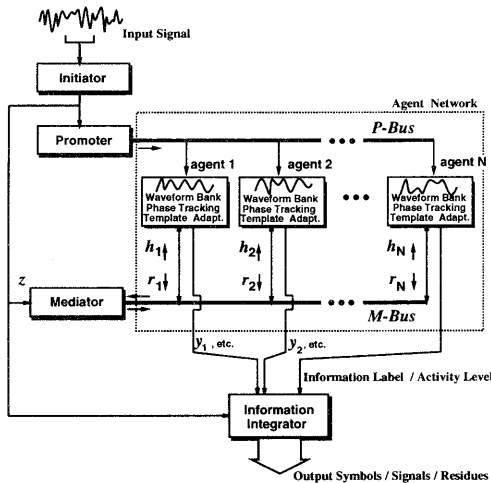 Input Signal
Initiator
Agent Network
Promoter
P-Bus
agent 1
agent 2
agent N
Waveform Bank
Phase Tracking
Template Adapt.
Waveform Bank
Phase Tracking
Template Adapt.
Waveform Bank
Phase Tracking
Template Adapt.
h1
h2
hN
r1
r2
rN
z
Mediator
M-Bus
y1 , etc.
y2 , etc.
Information Label / Activity Level
Information
Integrator
Output Symbols / Signals / Residues